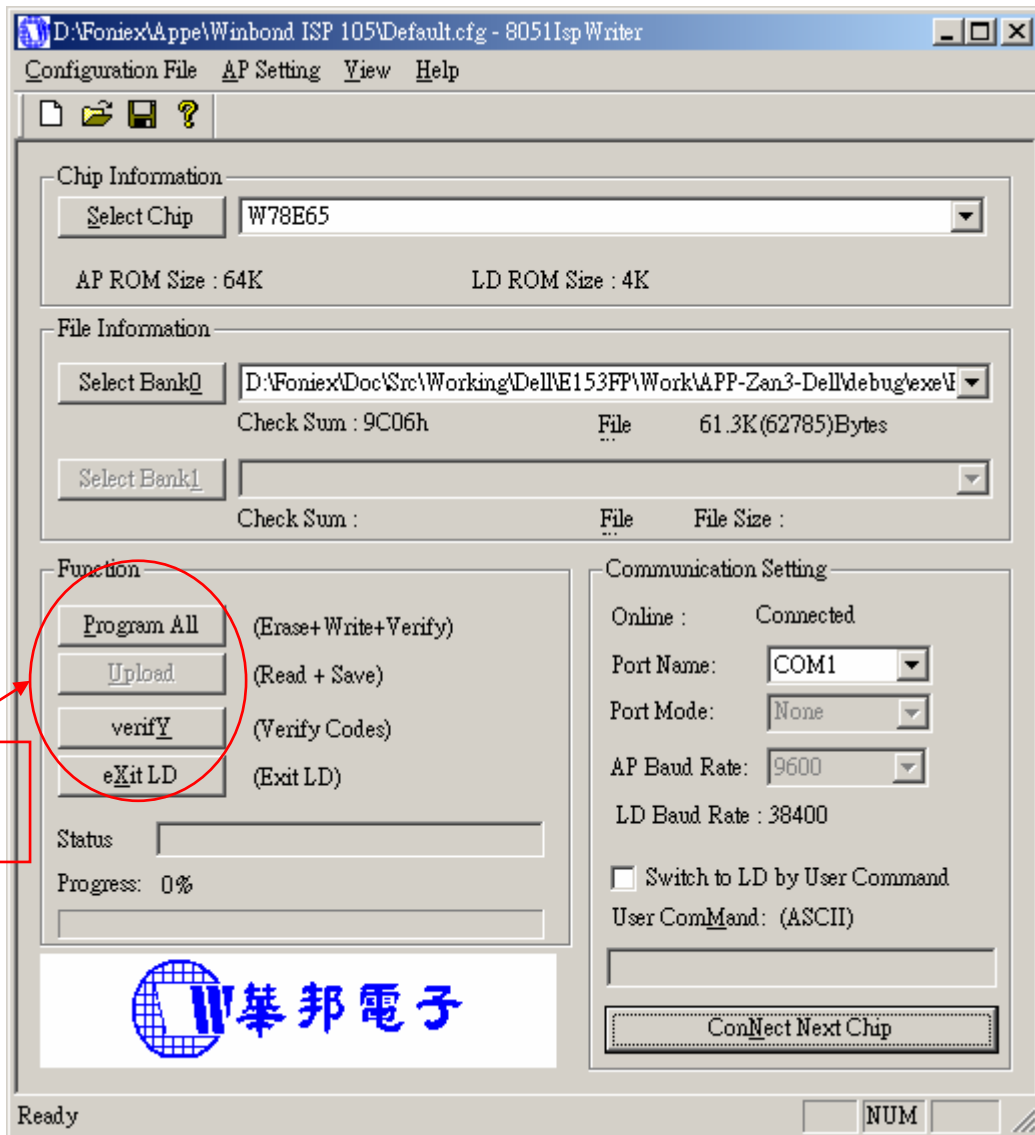 D:\Foniex\Appe\Winbond ISP 105\Default.cfg - 8051IspWriter
Configuration File AP Setting View Help
Chip Information
Select Chip W78E65
AP ROM Size : 64K LD ROM Size : 4K
File Information
Select Bank0 D:\Foniex\Doc\Src\Working\Dell\E153FP\Work\APP-Zan3-Dell\debug\exe\
Check Sum : 9C06h File 61.3K(62785)Bytes
Select Bank1
Check Sum : File File Size :
Function
Program All (Erase+Write+Verify)
Upload (Read + Save)
verifY (Verify Codes)
eXit LD (Exit LD)
Status
Progress: 0%
華邦電子
Communication Setting
Online : Connected
Port Name: COM1
Port Mode: None
AP Baud Rate: 9600
LD Baud Rate : 38400
Switch to LD by User Command
User ComMand: (ASCII)
ConNect Next Chip
Ready NUM